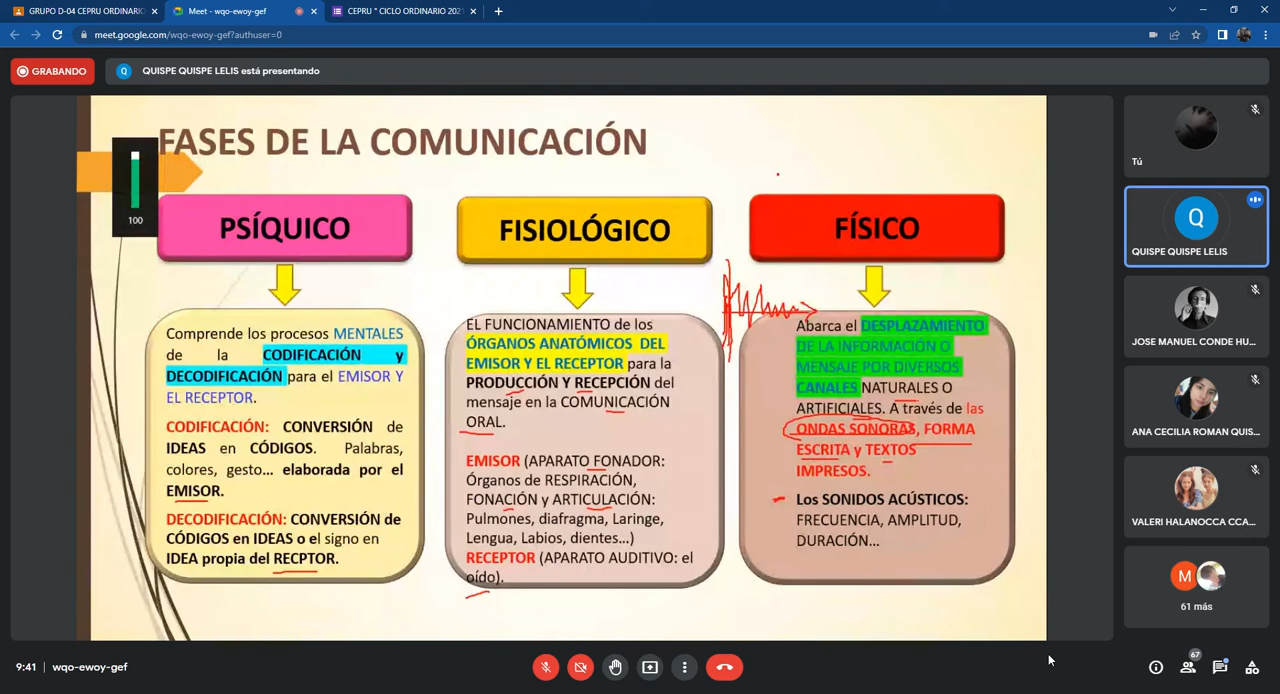 GRUPO D-04 CEPRU ORDINARIO
Meet - wqo-ewoy-gef
CEPRU " CICLO ORDINARIO 2021
meet.google.com/wqo-ewoy-gef?authuser=0
GRABANDO
Q
QUISPE QUISPE LELIS está presentando
FASES DE LA COMUNICACIÓN
100
PSÍQUICO
Comprende los procesos MENTALES
de la CODIFICACIÓN y
DECODIFICACIÓN para el EMISOR Y
EL RECEPTOR.
CODIFICACIÓN: CONVERSIÓN de
IDEAS en CÓDIGOS. Palabras,
colores, gesto... elaborada por el
EMISOR.
DECODIFICACIÓN: CONVERSIÓN de
CÓDIGOS en IDEAS o el signo en
IDEA propia del RECPTOR.
FISIOLÓGICO
EL FUNCIONAMIENTO de los
ÓRGANOS ANATÓMICOS DEL
EMISOR Y EL RECEPTOR para la
PRODUCCIÓN Y RECEPCIÓN del
mensaje en la COMUNICACIÓN
ORAL.
EMISOR (APARATO FONADOR:
Órganos de RESPIRACIÓN,
FONACIÓN y ARTICULACIÓN:
Pulmones, diafragma, Laringe,
Lengua, Labios, dientes...)
RECEPTOR (APARATO AUDITIVO: el
oído).
FÍSICO
Abarca el DESPLAZAMIENTO
DE LA INFORMACIÓN O
MENSAJE POR DIVERSOS
CANALES NATURALES O
ARTIFICIALES. A través de las
ONDAS SONORAS, FORMA
ESCRITA y TEXTOS
IMPRESOS.
Los SONIDOS ACÚSTICOS:
FRECUENCIA, AMPLITUD,
DURACIÓN...
Tú
Q
QUISPE QUISPE LELIS
JOSE MANUEL CONDE HU...
ANA CECILIA ROMAN QUIS...
VALERI HALANOCCA CCA...
M
61 más
9:41
wqo-ewoy-gef
67